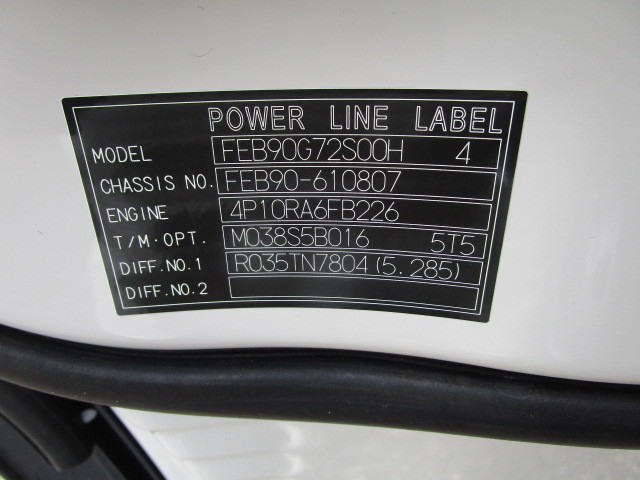 POWER LINE LABEL
MODEL FEB90G72S00H 4
CHASSIS NO. FEB90-610807
ENGINE 4P10RA6FB226
T/M·OPT. M038S5B016 5T5
DIFF.NO.1 R035TN7804(5.285)
DIFF.NO.2